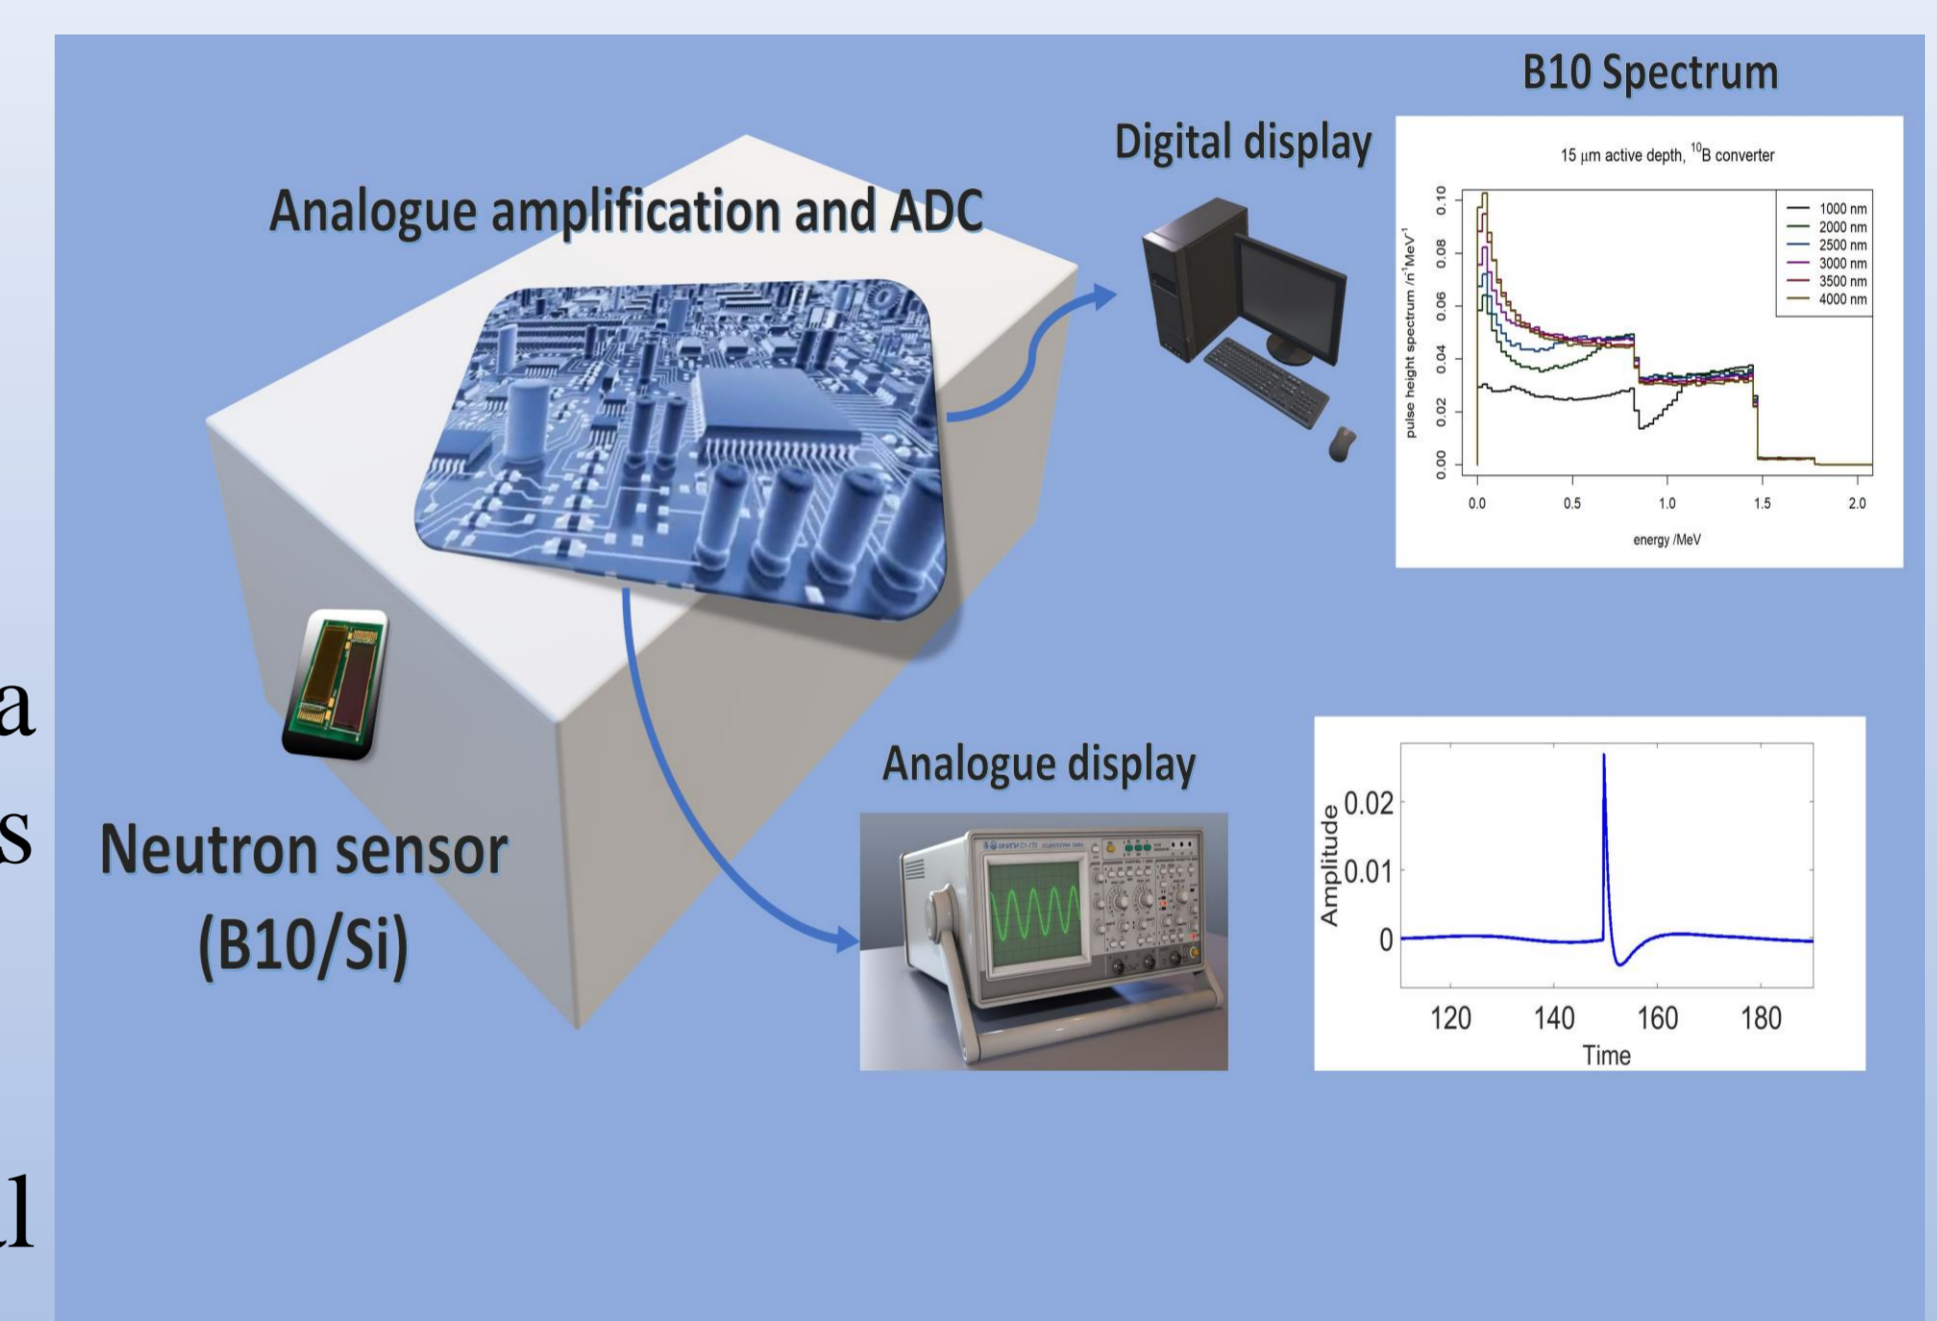 a
s
al
B10 Spectrum
Digital display
Analogue amplification and ADC
15 μm active depth, ¹⁰B converter
pulse height spectrum /n⁻¹MeV⁻¹
0.10
0.08
0.06
0.04
0.02
0.00
1000 nm
2000 nm
2500 nm
3000 nm
3500 nm
4000 nm
0.0 0.5 1.0 1.5 2.0
energy /MeV
Neutron sensor
(B10/Si)
Analogue display
Amplitude
0.02
0.01
0
120 140 160 180
Time